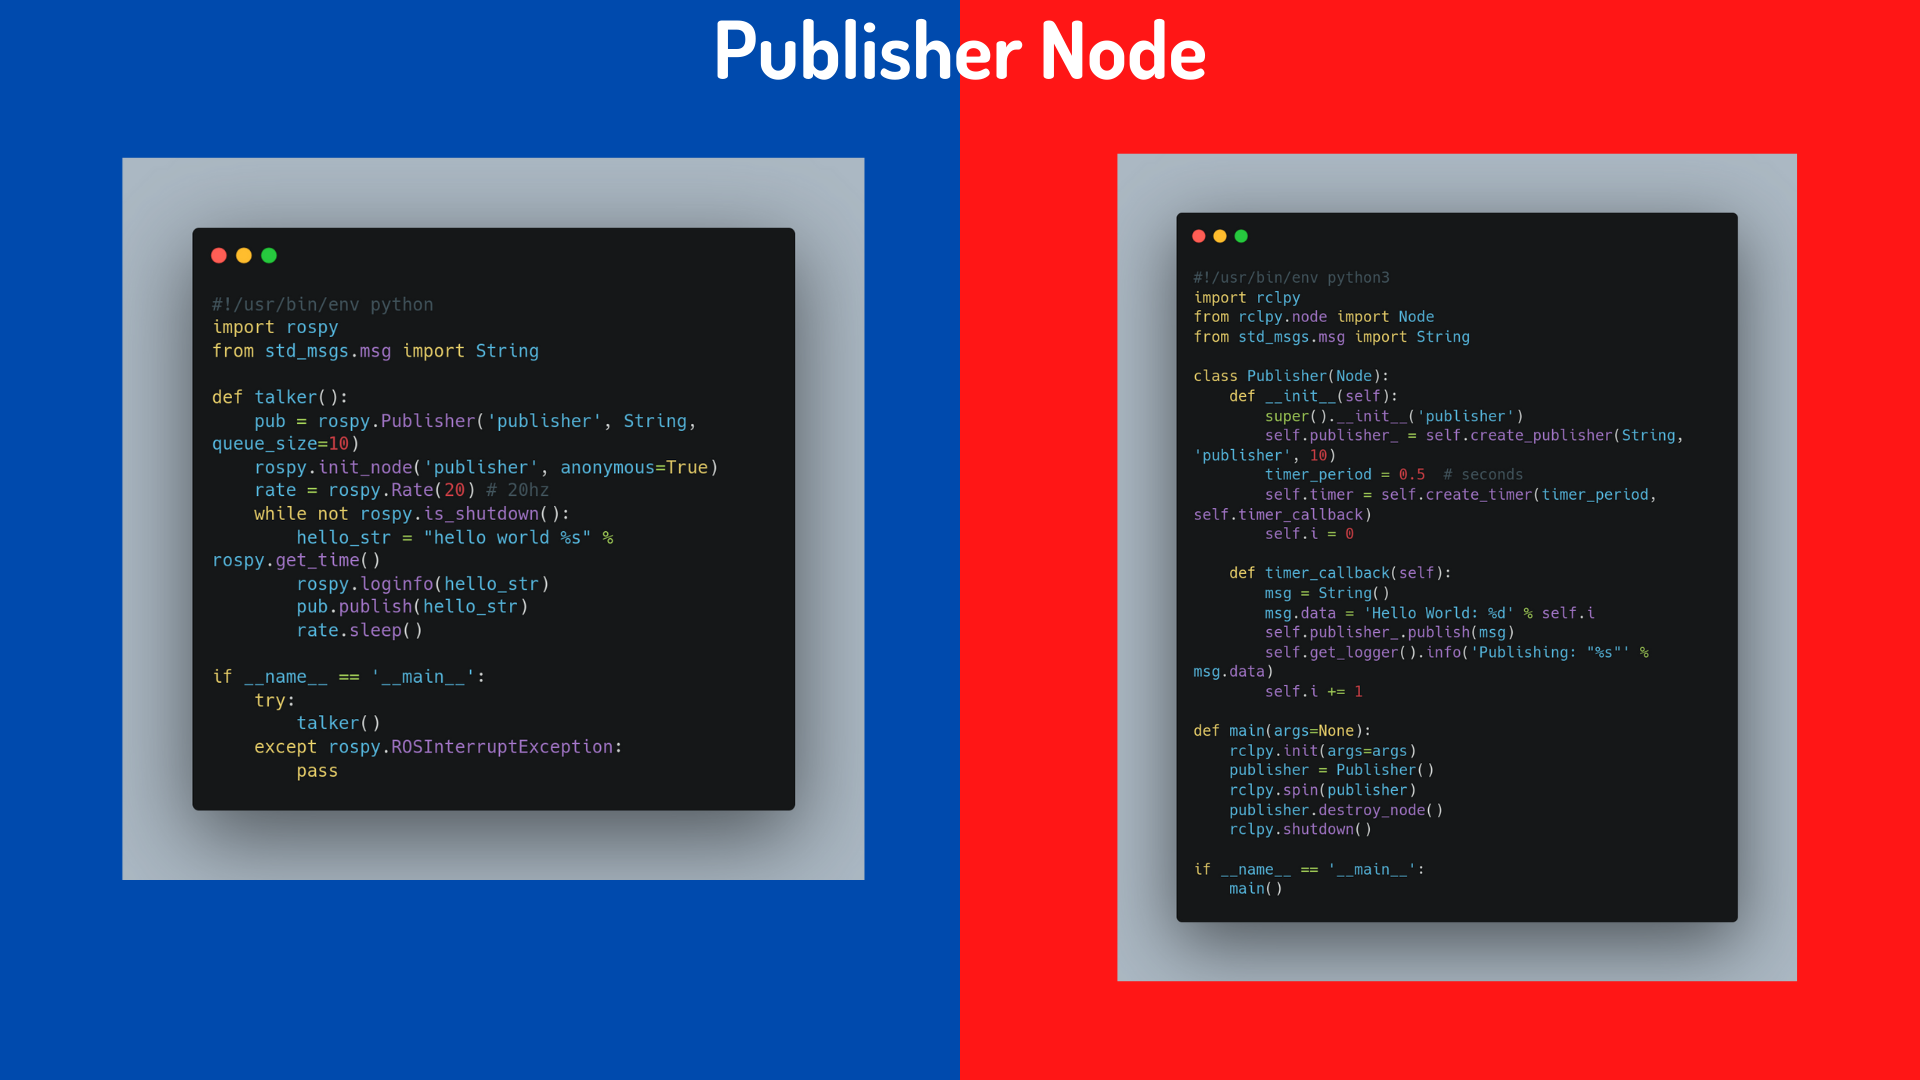 Publisher Node
#!/usr/bin/env python
import rospy
from std_msgs.msg import String

def talker():
    pub = rospy.Publisher('publisher', String,
queue_size=10)
    rospy.init_node('publisher', anonymous=True)
    rate = rospy.Rate(20) # 20hz
    while not rospy.is_shutdown():
        hello_str = "hello world %s" %
rospy.get_time()
        rospy.loginfo(hello_str)
        pub.publish(hello_str)
        rate.sleep()

if __name__ == '__main__':
    try:
        talker()
    except rospy.ROSInterruptException:
        pass
#!/usr/bin/env python3
import rclpy
from rclpy.node import Node
from std_msgs.msg import String

class Publisher(Node):
    def __init__(self):
        super().__init__('publisher')
        self.publisher_ = self.create_publisher(String,
'publisher', 10)
        timer_period = 0.5  # seconds
        self.timer = self.create_timer(timer_period,
self.timer_callback)
        self.i = 0

    def timer_callback(self):
        msg = String()
        msg.data = 'Hello World: %d' % self.i
        self.publisher_.publish(msg)
        self.get_logger().info('Publishing: "%s"' %
msg.data)
        self.i += 1

def main(args=None):
    rclpy.init(args=args)
    publisher = Publisher()
    rclpy.spin(publisher)
    publisher.destroy_node()
    rclpy.shutdown()

if __name__ == '__main__':
    main()